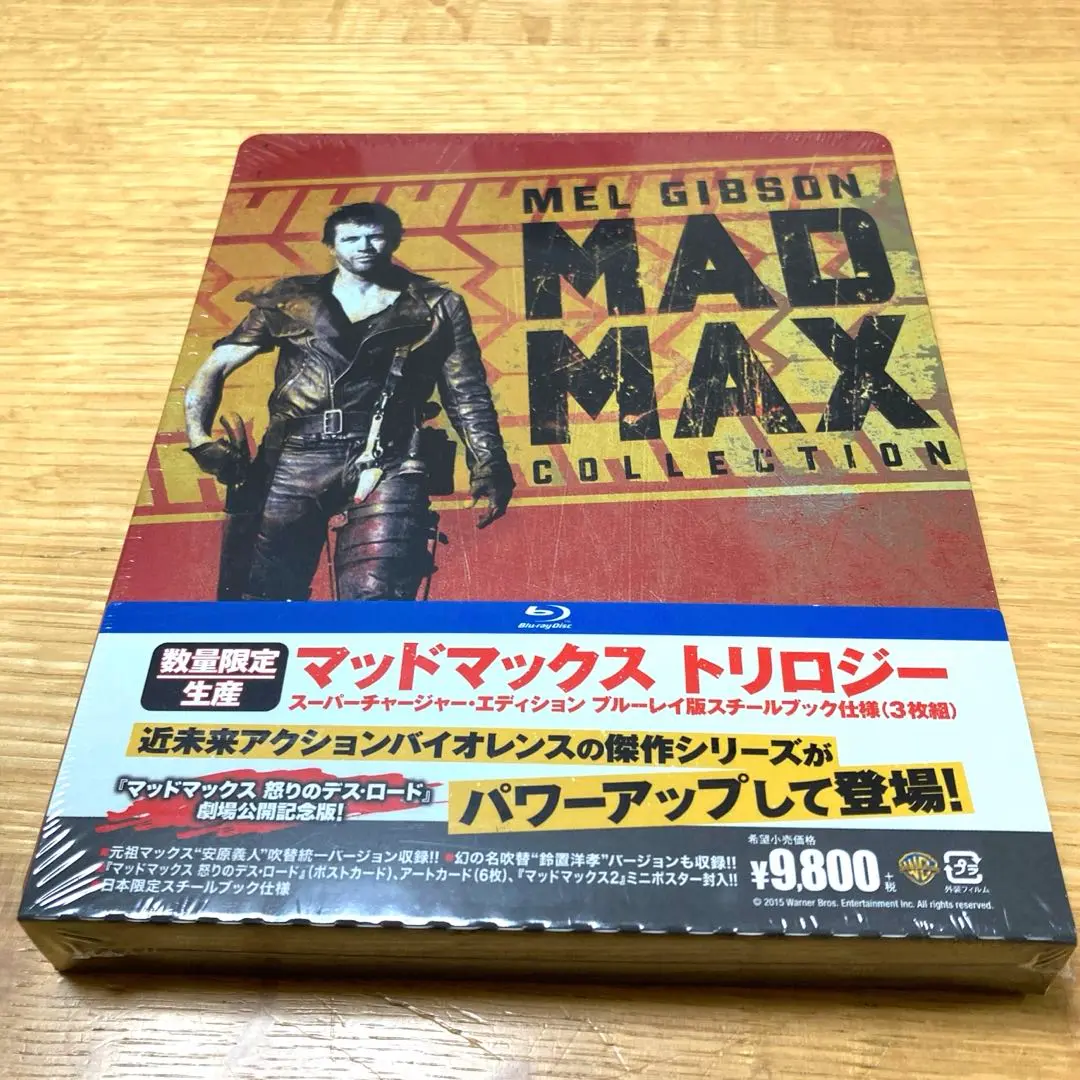 MEL GIBSON
MAD
MAX
COLLECTION
Blu-ray Disc
数量限定
生産
マッドマックス トリロジー
スーパーチャージャー・エディション ブルーレイ版スチールブック仕様(3枚組)
近未来アクションバイオレンスの傑作シリーズが
パワーアップして登場!
『マッドマックス 怒りのデス・ロード』
劇場公開記念版!
■元祖マックス“安原義人”吹替統一バージョン収録!! ■幻の名吹替“鈴置洋孝”バージョンも収録!!
■『マッドマックス 怒りのデス・ロード』(ポストカード)、アートカード(6枚)、『マッドマックス2』ミニポスター封入!!
■日本限定スチールブック仕様
希望小売価格
¥9,800+税
WB
プラ
外装フィルム
© 2015 Warner Bros. Entertainment Inc. All rights reserved.